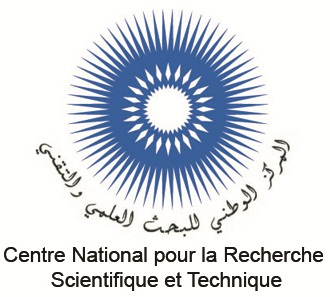 المركز الوطني للبحث العلمي والتقني
Centre National pour la Recherche
Scientifique et Technique